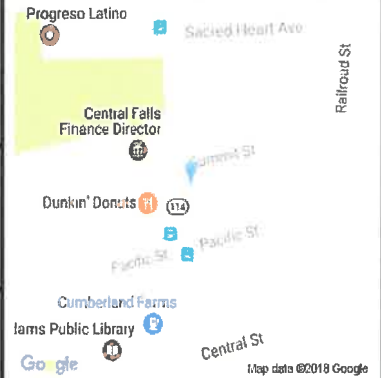 Progreso Latino
Sacred Heart Ave
Railroad St
Central Falls
Finance Director
Summit St
Dunkin' Donuts
114
Pacific St
Pacific St
Cumberland Farms
lams Public Library
Central St
Google
Map data ©2018 Google